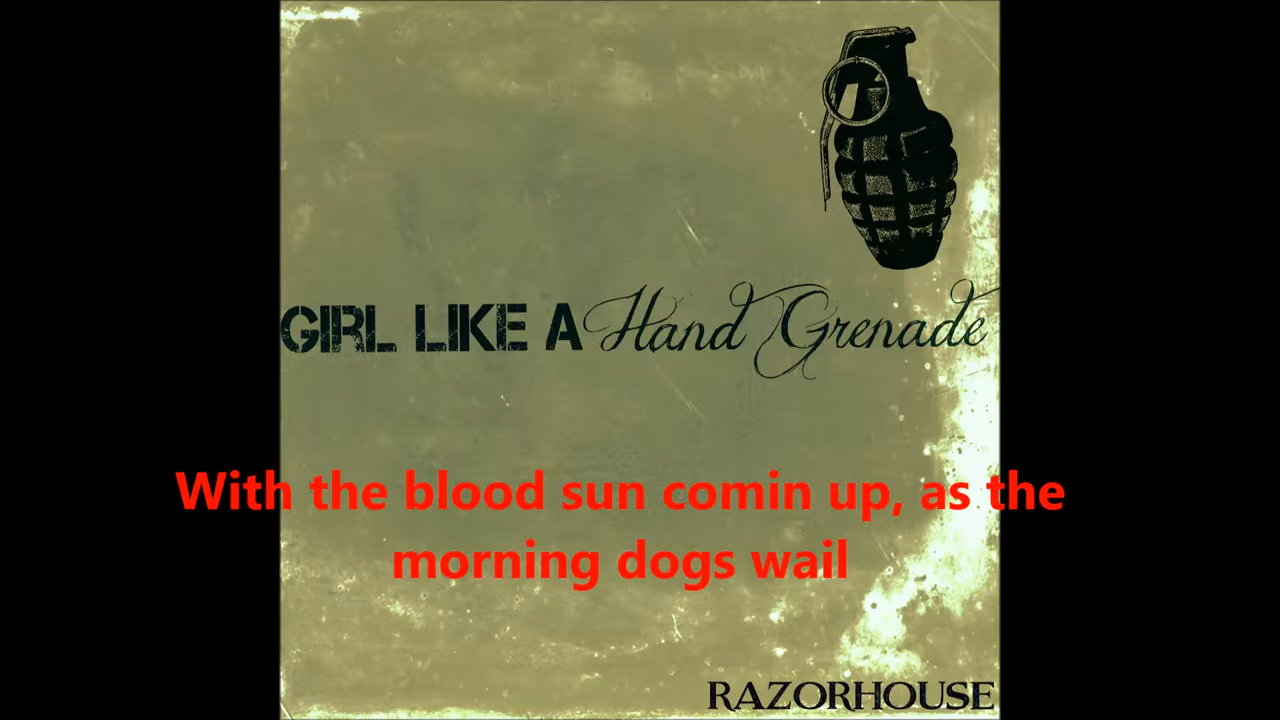 GIRL LIKE A Hand Grenade
With the blood sun comin up, as the
morning dogs wail
RAZORHOUSE